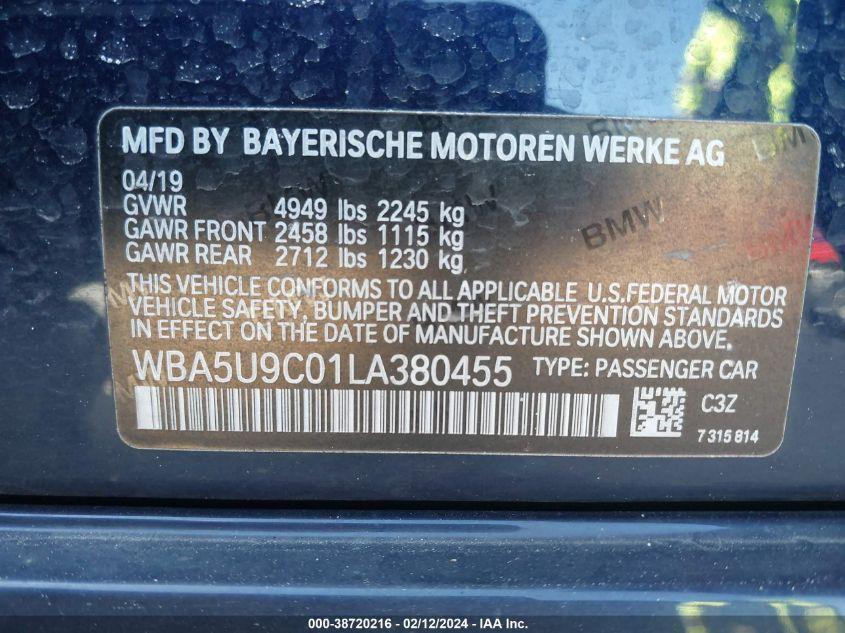 MFD BY BAYERISCHE MOTOREN WERKE AG
04/19
GVWR 4949 lbs 2245 kg
GAWR FRONT 2458 lbs 1115 kg
GAWR REAR 2712 lbs 1230 kg
THIS VEHICLE CONFORMS TO ALL APPLICABLE U.S.FEDERAL MOTOR
VEHICLE SAFETY, BUMPER AND THEFT PREVENTION STANDARDS
IN EFFECT ON THE DATE OF MANUFACTURE SHOWN ABOVE.
WBA5U9C01LA380455 TYPE: PASSENGER CAR
C3Z
7 315 814
BMW
000-38720216 - 02/12/2024 - IAA Inc.